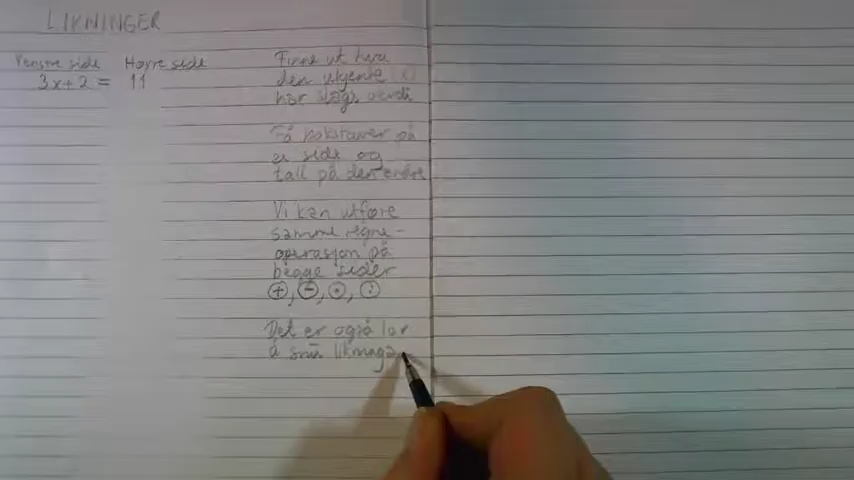 LIKNINGER
Venstre side Høyre side
3x+2 = 11
Finne ut hva
den ukjente (x)
har slags verdi
Få bokstaver på
ei side og
tall på den andre
Vi kan utføre
samme regne-
operasjon på
begge sider
+, -, ·, :
Det er også lov
å snu likninga